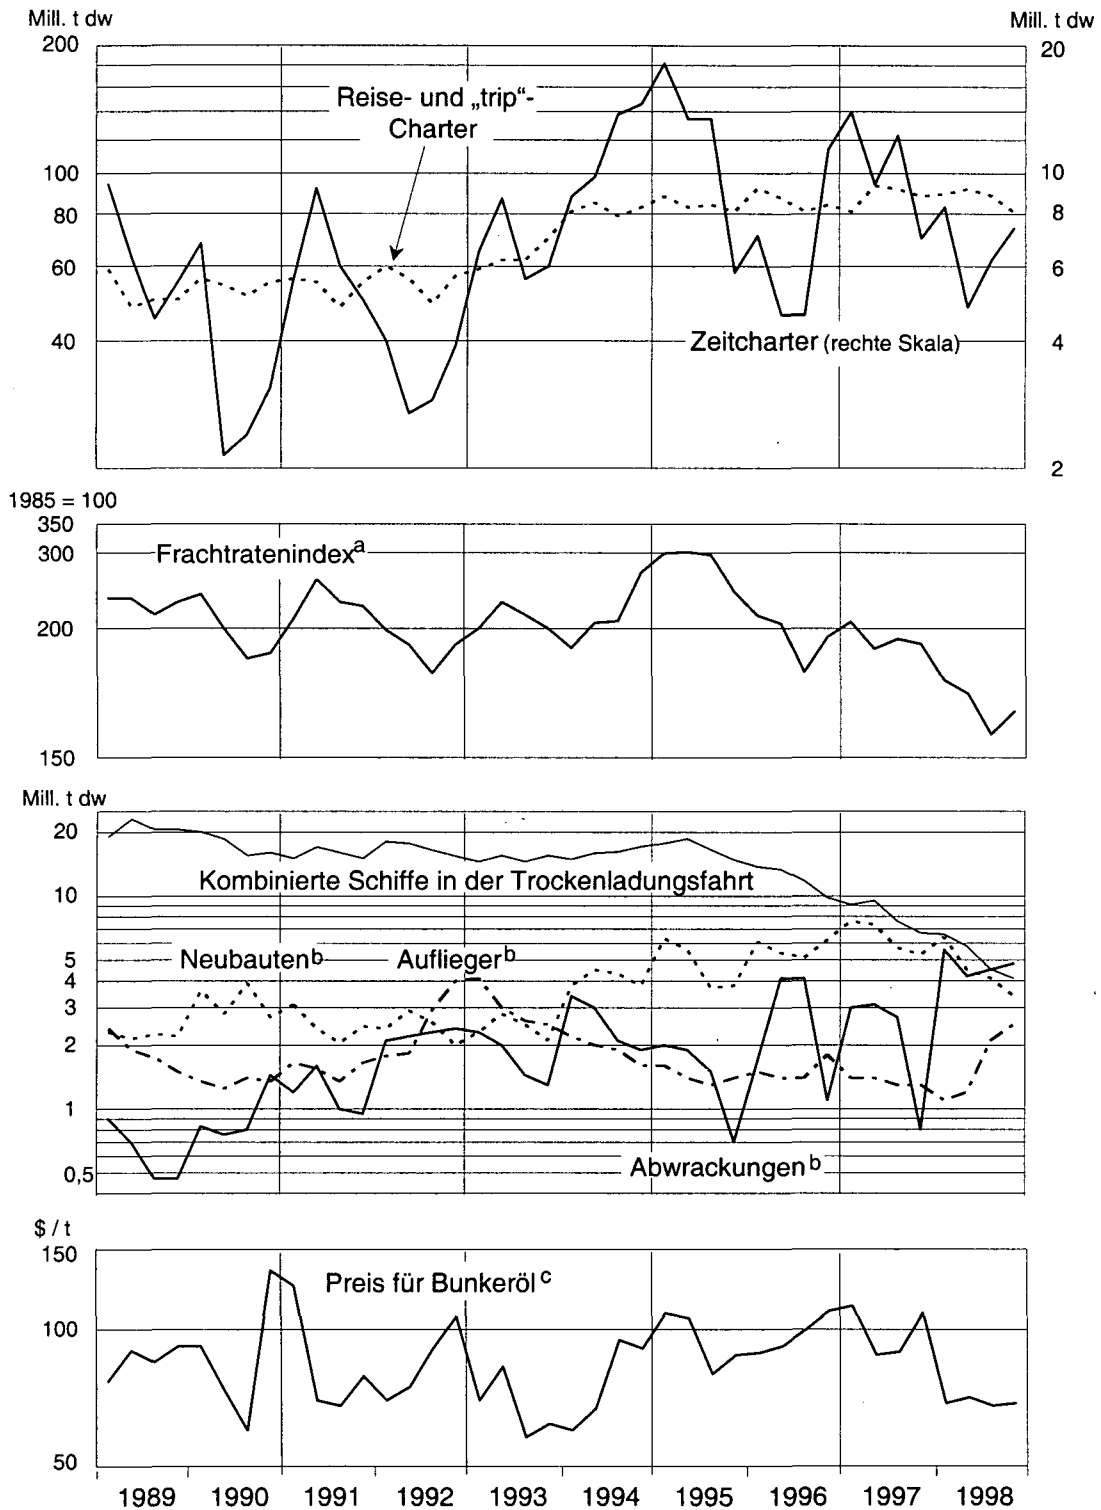 Mill. t dw
Mill. t dw
200
20
Reise- und „trip“-
Charter
100
10
80
8
60
6
40
4
Zeitcharter (rechte Skala)
2
1985 = 100
350
300
Frachtratenindex a
200
150
Mill. t dw
20
Kombinierte Schiffe in der Trockenladungsfahrt
10
Neubauten b
Auflieger b
5
4
3
2
1
Abwrackungen b
0,5
$ / t
150
Preis für Bunkeröl c
100
50
1989 1990 1991 1992 1993 1994 1995 1996 1997 1998